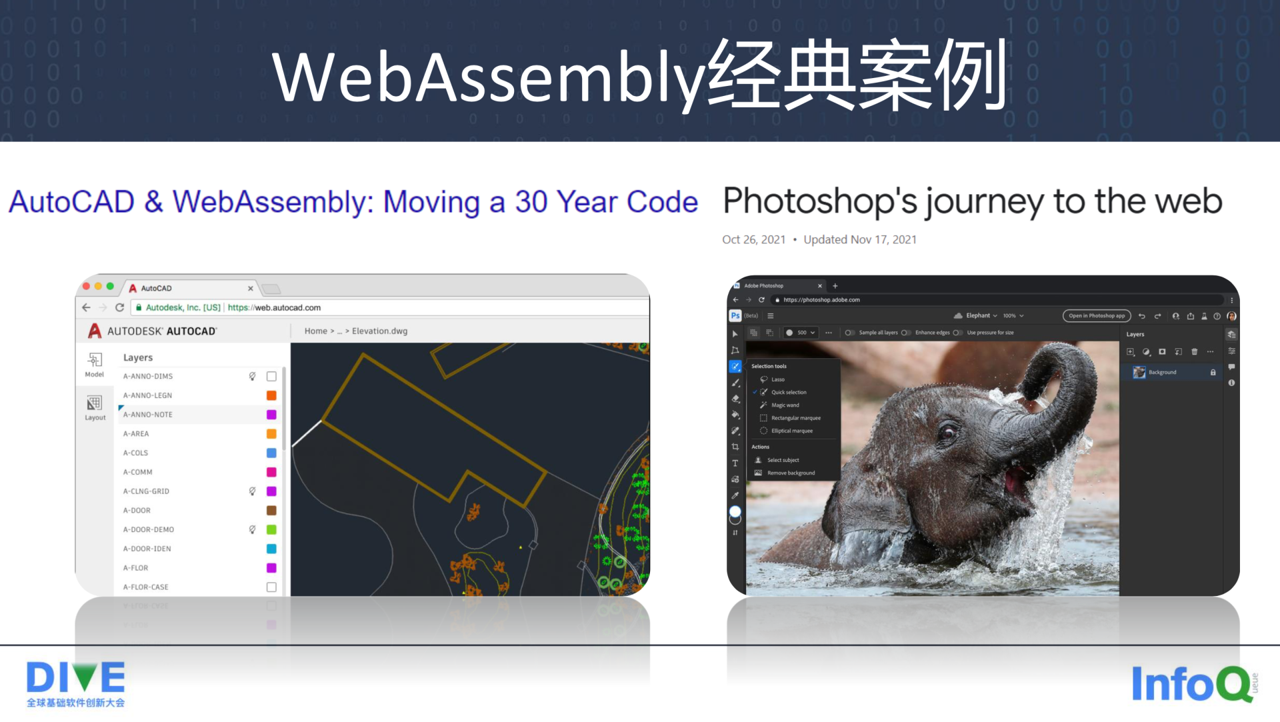 WebAssembly经典案例
AutoCAD & WebAssembly: Moving a 30 Year Code
Photoshop's journey to the web
Oct 26, 2021 • Updated Nov 17, 2021
AutoCAD
Autodesk, Inc. [US] | https://web.autocad.com
AUTODESK® AUTOCAD®
Home > ... > Elevation.dwg
Model
Layout
Layers
A-ANNO-DIMS
A-ANNO-LEGN
A-ANNO-NOTE
A-AREA
A-COLS
A-COMM
A-CLNG-GRID
A-DOOR
A-DOOR-DEMO
A-DOOR-IDEN
A-FLOR
A-FLOR-CASE
Adobe Photoshop
https://photoshop.adobe.com
Ps (Beta)
Elephant
100%
Open in Photoshop app
500
Sample all layers
Enhance edges
Use pressure for size
Selection tools
Lasso
Quick selection
Magic wand
Rectangular marquee
Elliptical marquee
Actions
Select subject
Remove background
Layers
Background
DIVE
全球基础软件创新大会
InfoQ